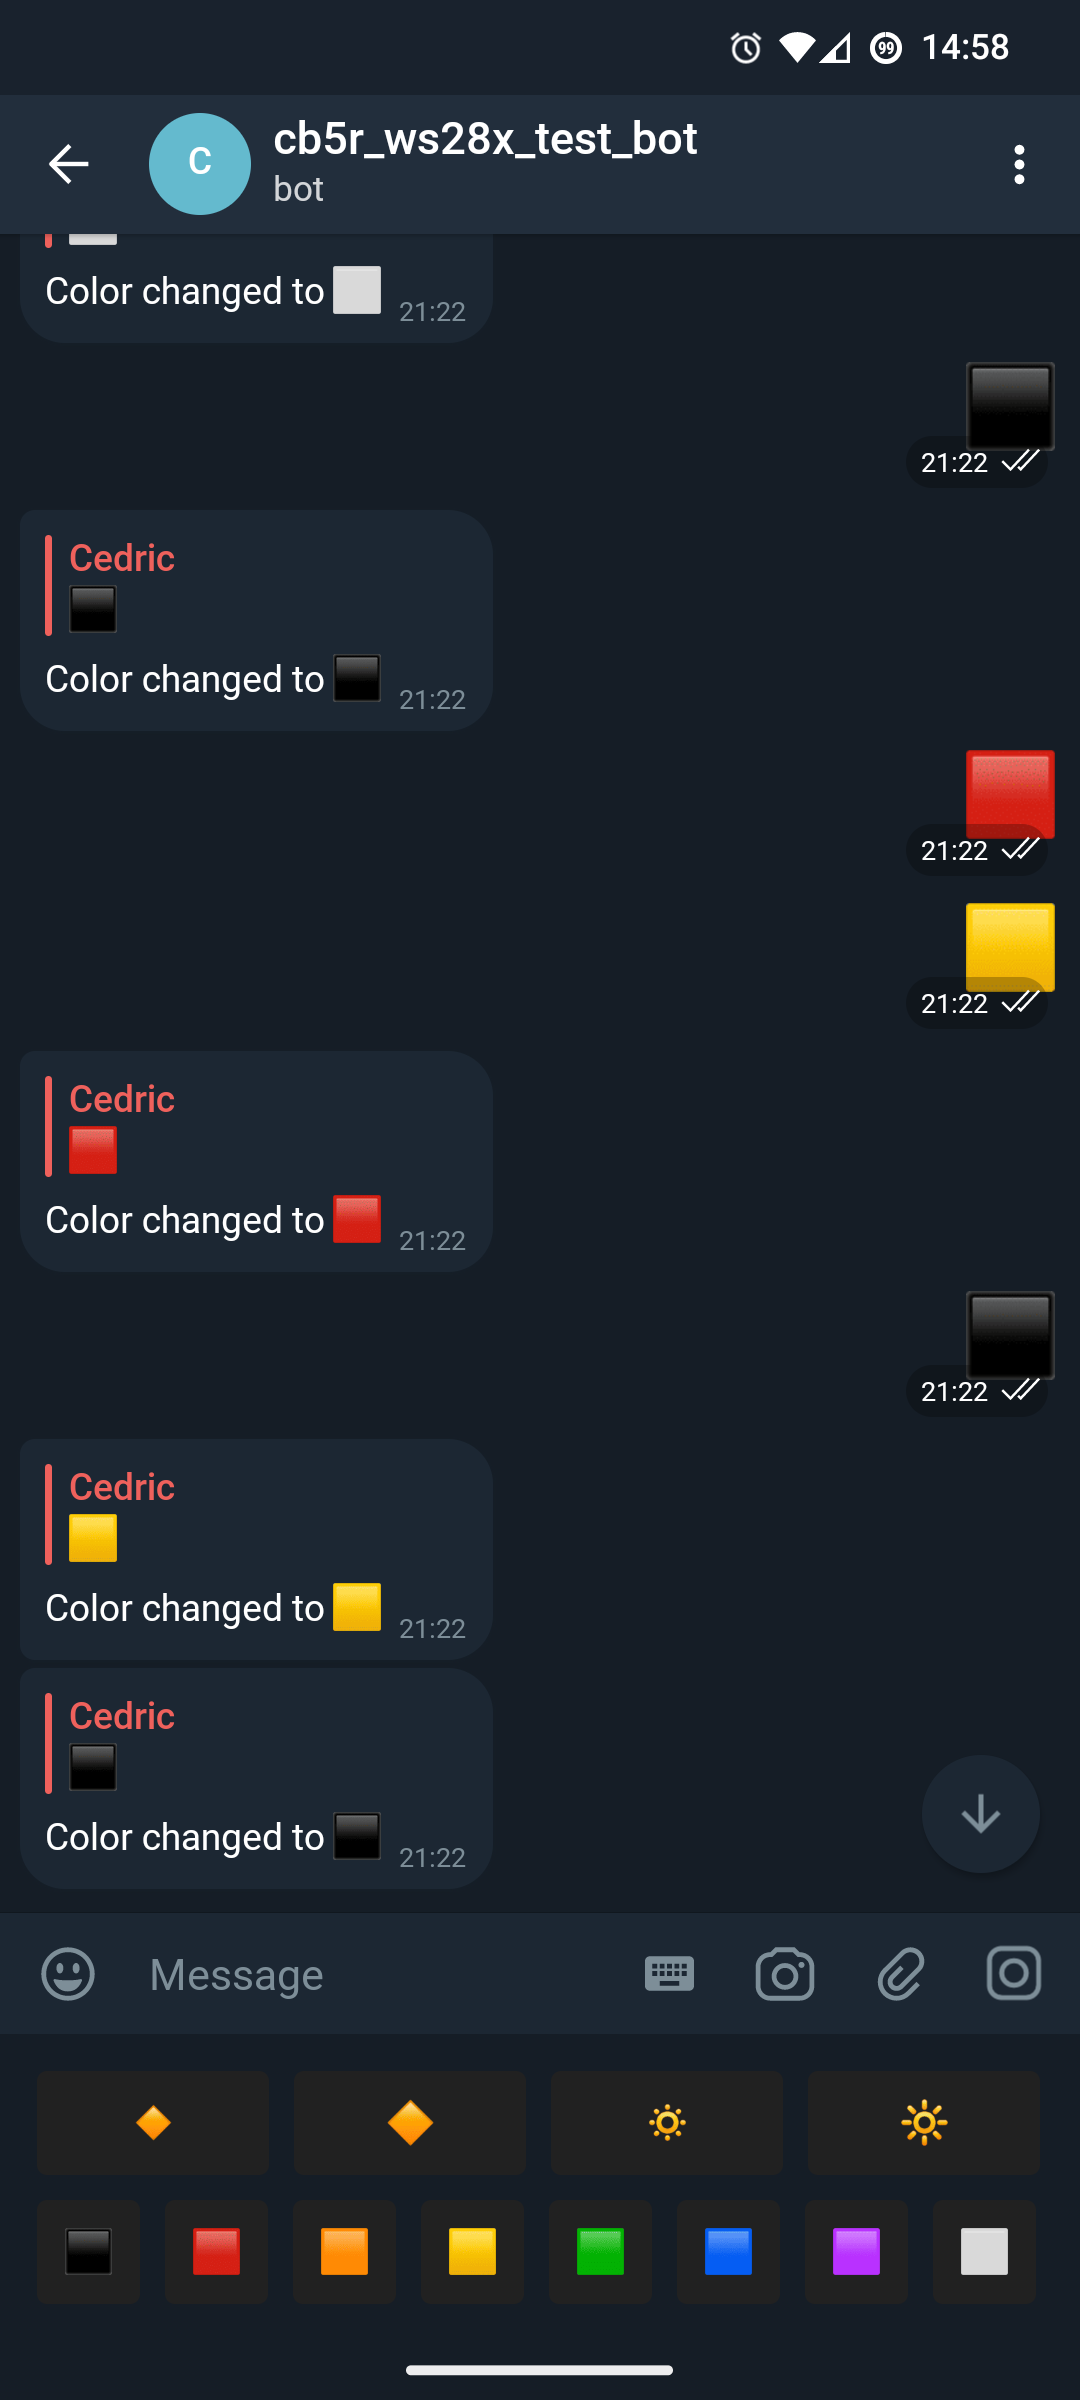 99 14:58
C
cb5r_ws28x_test_bot
bot
Color changed to ⬜ 21:22
⬛
21:22
Cedric
⬛
Color changed to ⬛ 21:22
🟥
21:22
🟨
21:22
Cedric
🟥
Color changed to 🟥 21:22
⬛
21:22
Cedric
🟨
Color changed to 🟨 21:22
Cedric
⬛
Color changed to ⬛ 21:22
Message
🔸 🔶 🔅 🔆
⬛ 🟥 🟧 🟨 🟩 🟦 🟪 ⬜